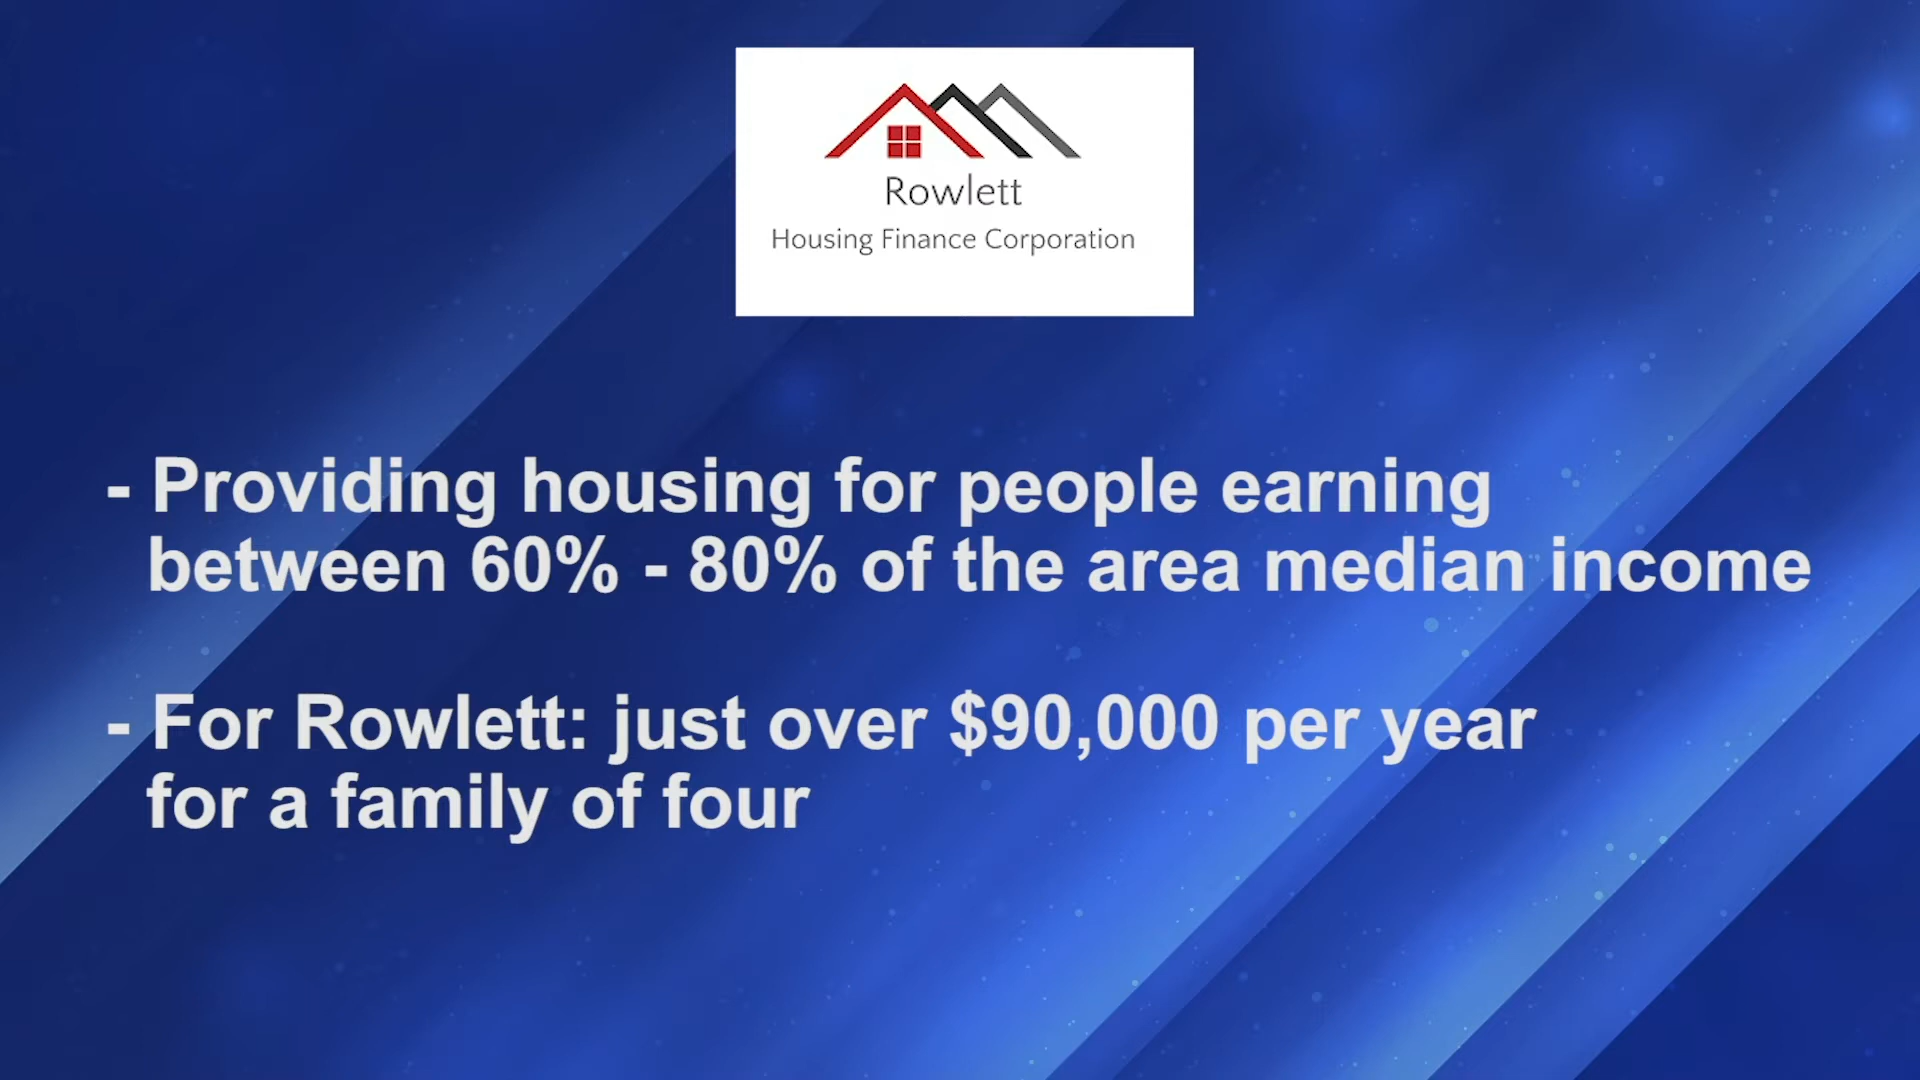 Rowlett
Housing Finance Corporation
- Providing housing for people earning
between 60% - 80% of the area median income
- For Rowlett: just over $90,000 per year
for a family of four